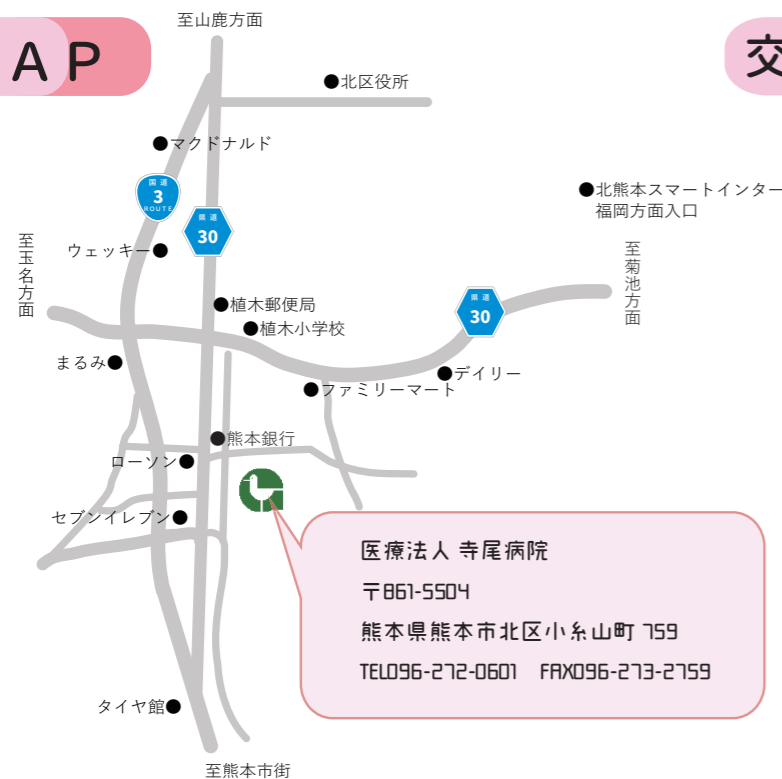 至山鹿方面
AP
交
北区役所
マクドナルド
国道
3
ROUTE
北熊本スマートインター
福岡方面入口
県道
30
至玉名方面
ウェッキー
至菊池方面
植木郵便局
県道
30
植木小学校
まるみ
デイリー
ファミリーマート
熊本銀行
ローソン
セブンイレブン
医療法人 寺尾病院
〒861-5504
熊本県熊本市北区小糸山町 759
TEL096-272-0601 FAX096-273-2759
タイヤ館
至熊本市街